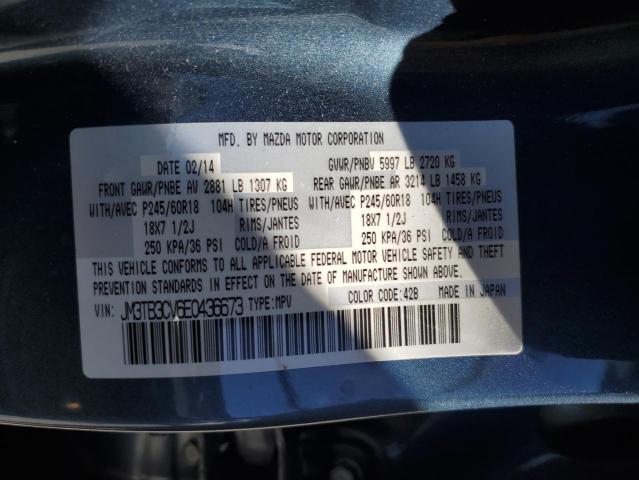 MFD. BY MAZDA MOTOR CORPORATION
DATE 02/14 GVWR/PNBV 5997 LB 2720 KG
FRONT GAWR/PNBE AV 2881 LB 1307 KG REAR GAWR/PNBE AR 3214 LB 1458 KG
WITH/AVEC P245/60R18 104H TIRES/PNEUS WITH/AVEC P245/60R18 104H TIRES/PNEUS
18X7 1/2J RIMS/JANTES 18X7 1/2J RIMS/JANTES
250 KPA/36 PSI COLD/A FROID 250 KPA/36 PSI COLD/A FROID
THIS VEHICLE CONFORMS TO ALL APPLICABLE FEDERAL MOTOR VEHICLE SAFETY AND THEFT
PREVENTION STANDARDS IN EFFECT ON THE DATE OF MANUFACTURE SHOWN ABOVE.
VIN: JM3TB3CV6E0436673 TYPE:MPV COLOR CODE:42B MADE IN JAPAN